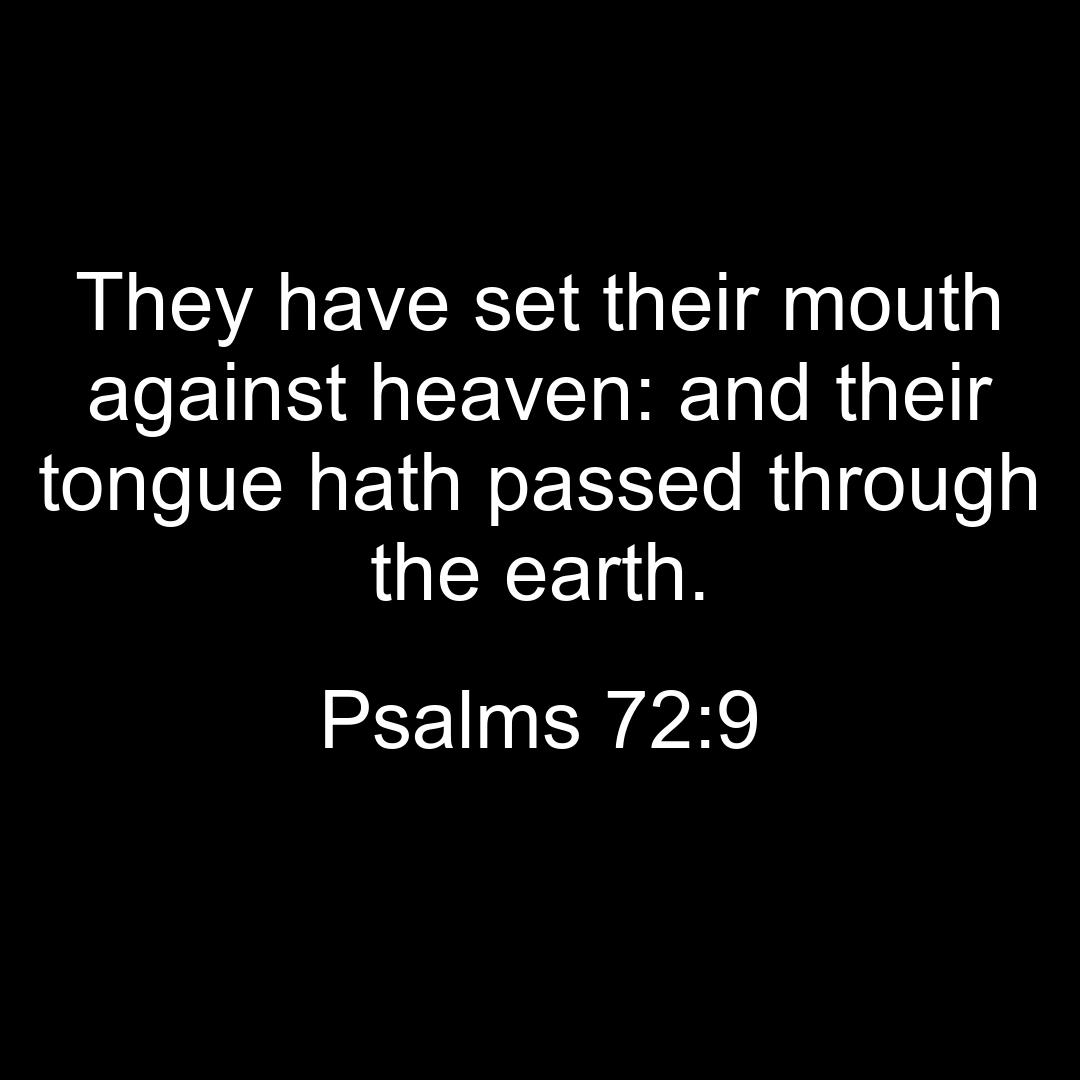 They have set their mouth
against heaven: and their
tongue hath passed through
the earth.
Psalms 72:9